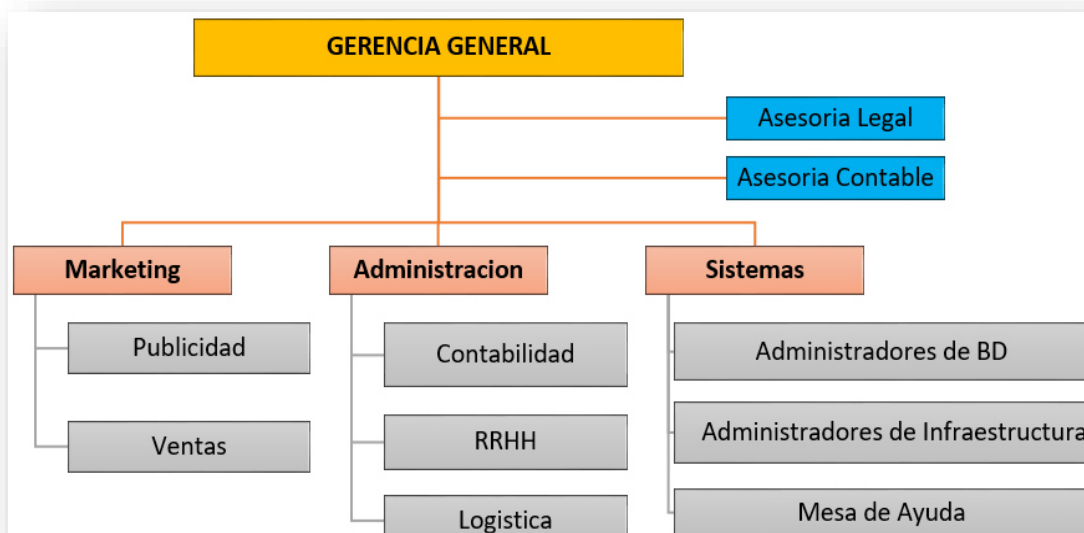 GERENCIA GENERAL
Asesoria Legal
Asesoria Contable
Marketing
Administracion
Sistemas
Publicidad
Ventas
Contabilidad
RRHH
Logistica
Administradores de BD
Administradores de Infraestructura
Mesa de Ayuda